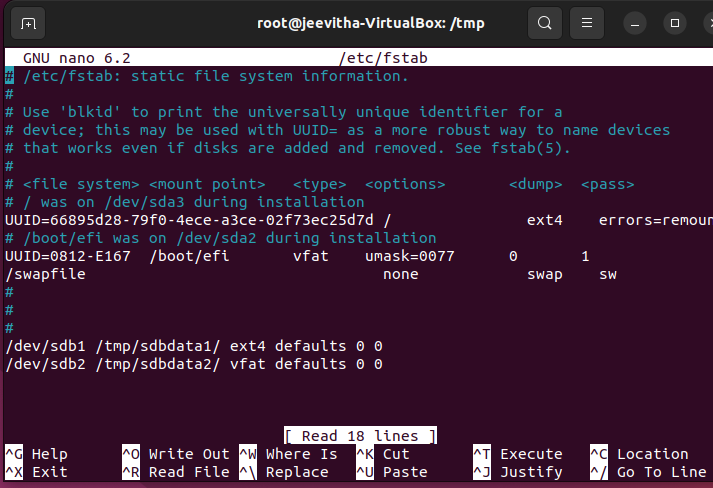 root@jeevitha-VirtualBox: /tmp
GNU nano 6.2 /etc/fstab
# /etc/fstab: static file system information.
#
# Use 'blkid' to print the universally unique identifier for a
# device; this may be used with UUID= as a more robust way to name devices
# that works even if disks are added and removed. See fstab(5).
#
# <file system> <mount point> <type> <options> <dump> <pass>
# / was on /dev/sda3 during installation
UUID=66895d28-79f0-4ece-a3ce-02f73ec25d7d / ext4 errors=remoun
# /boot/efi was on /dev/sda2 during installation
UUID=0812-E167 /boot/efi vfat umask=0077 0 1
/swapfile none swap sw
#
#
#
/dev/sdb1 /tmp/sdbdata1/ ext4 defaults 0 0
/dev/sdb2 /tmp/sdbdata2/ vfat defaults 0 0
[ Read 18 lines ]
^G Help ^O Write Out ^W Where Is ^K Cut ^T Execute ^C Location
^X Exit ^R Read File ^\ Replace ^U Paste ^J Justify ^/ Go To Line